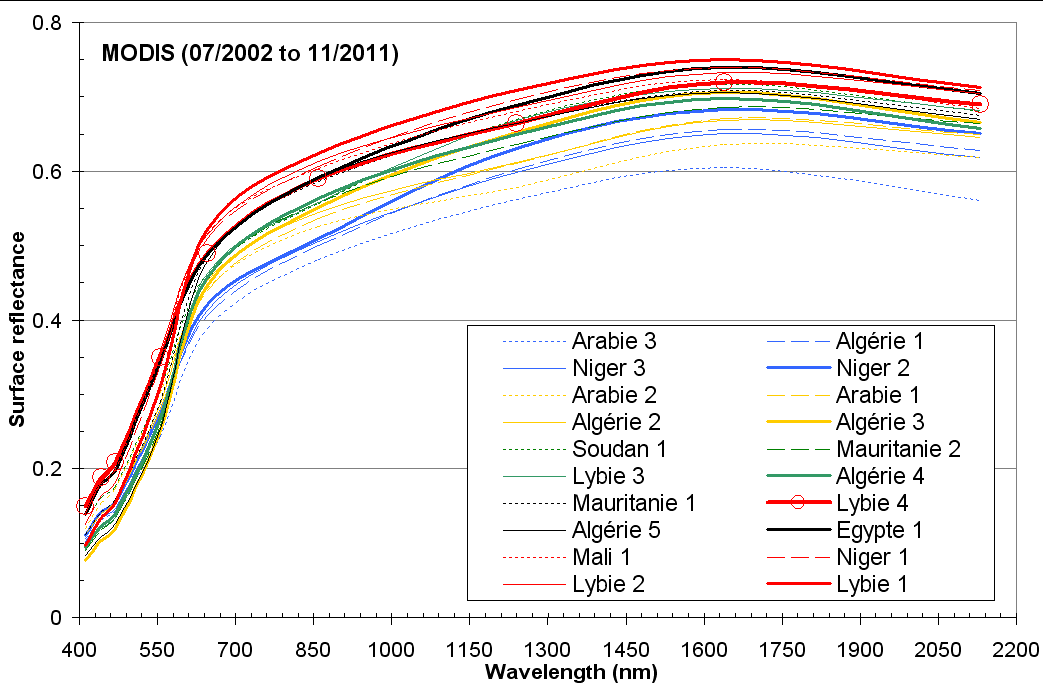 0.8
MODIS (07/2002 to 11/2011)
0.6
Surface reflectance
0.4
Arabie 3 Algérie 1
Niger 3 Niger 2
Arabie 2 Arabie 1
Algérie 2 Algérie 3
Soudan 1 Mauritanie 2
0.2
Lybie 3 Algérie 4
Mauritanie 1 Lybie 4
Algérie 5 Egypte 1
Mali 1 Niger 1
Lybie 2 Lybie 1
0
400 550 700 850 1000 1150 1300 1450 1600 1750 1900 2050 2200
Wavelength (nm)